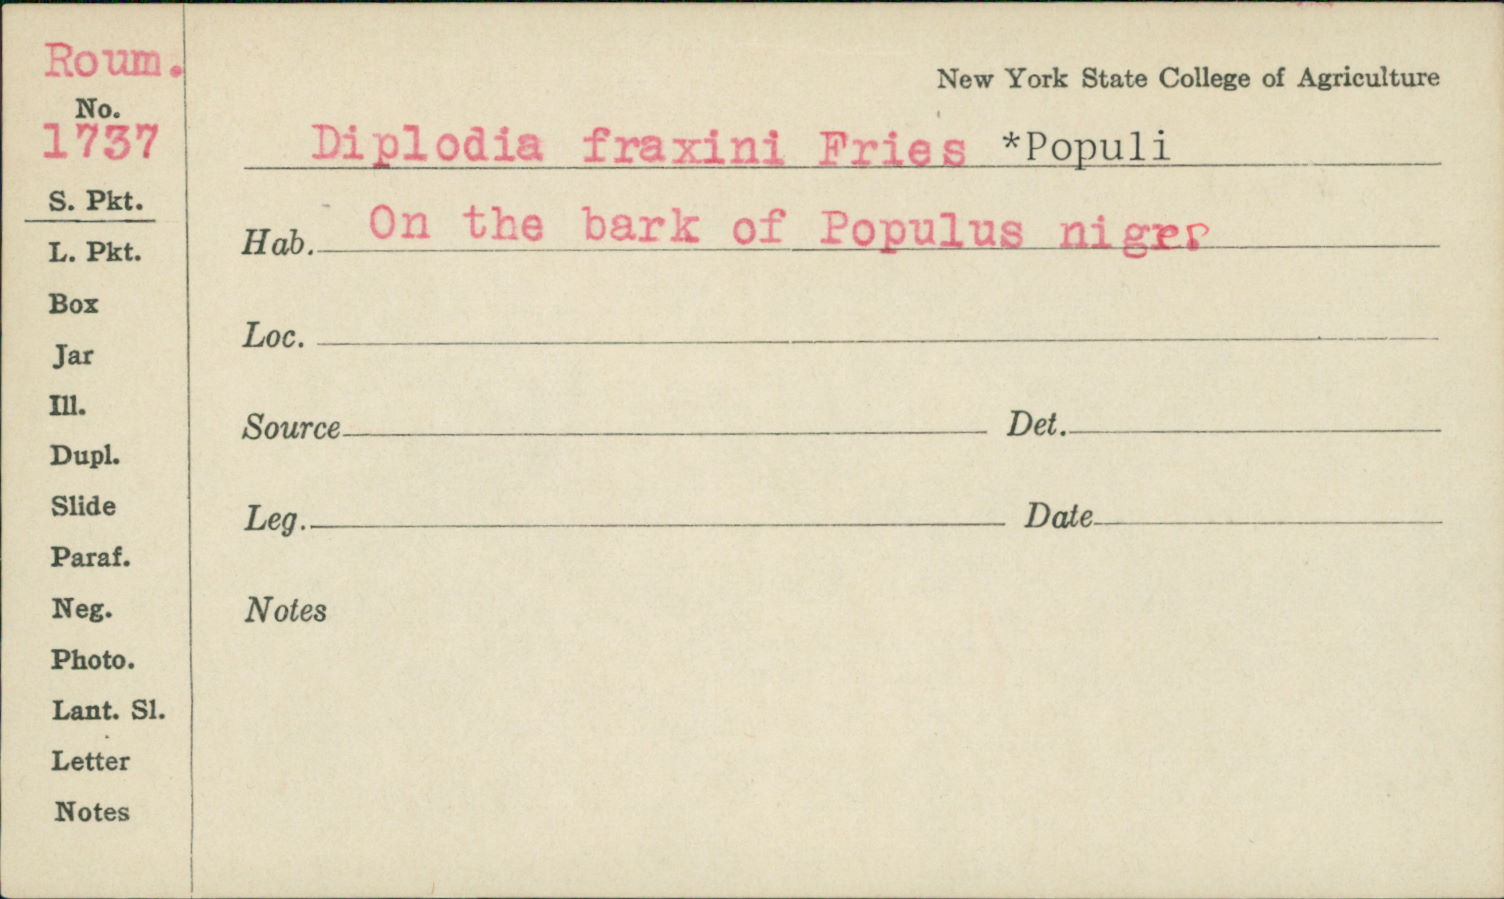 Roum.
No.
1737
S. Pkt.
L. Pkt.
Box
Jar
Ill.
Dupl.
Slide
Paraf.
Neg.
Photo.
Lant. Sl.
Letter
Notes
New York State College of Agriculture
Diplodia fraxini Fries *Populi
Hab. On the bark of Populus niger
Loc.
Source Det.
Leg. Date
Notes